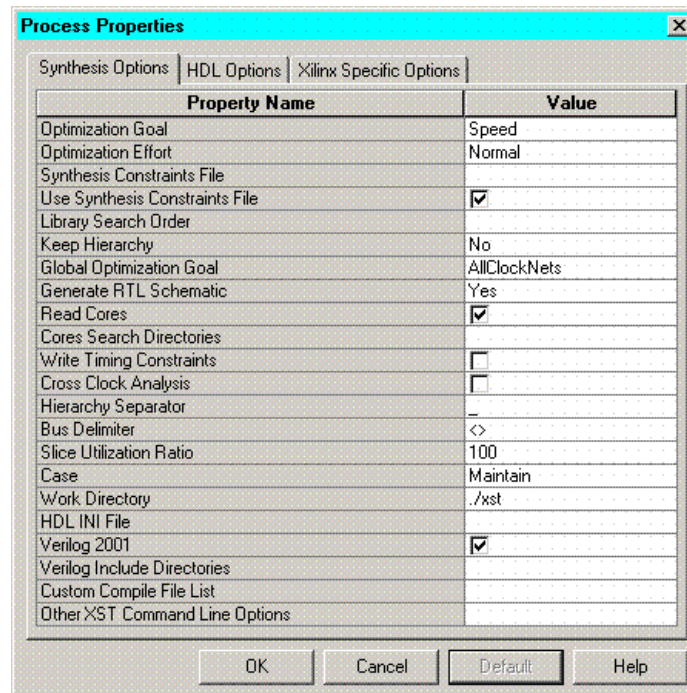 Process Properties
Synthesis Options HDL Options Xilinx Specific Options
Property Name Value
Optimization Goal Speed
Optimization Effort Normal
Synthesis Constraints File
Use Synthesis Constraints File
Library Search Order
Keep Hierarchy No
Global Optimization Goal AllClockNets
Generate RTL Schematic Yes
Read Cores
Cores Search Directories
Write Timing Constraints
Cross Clock Analysis
Hierarchy Separator _
Bus Delimiter <>
Slice Utilization Ratio 100
Case Maintain
Work Directory ./xst
HDL INI File
Verilog 2001
Verilog Include Directories
Custom Compile File List
Other XST Command Line Options
OK Cancel Default Help